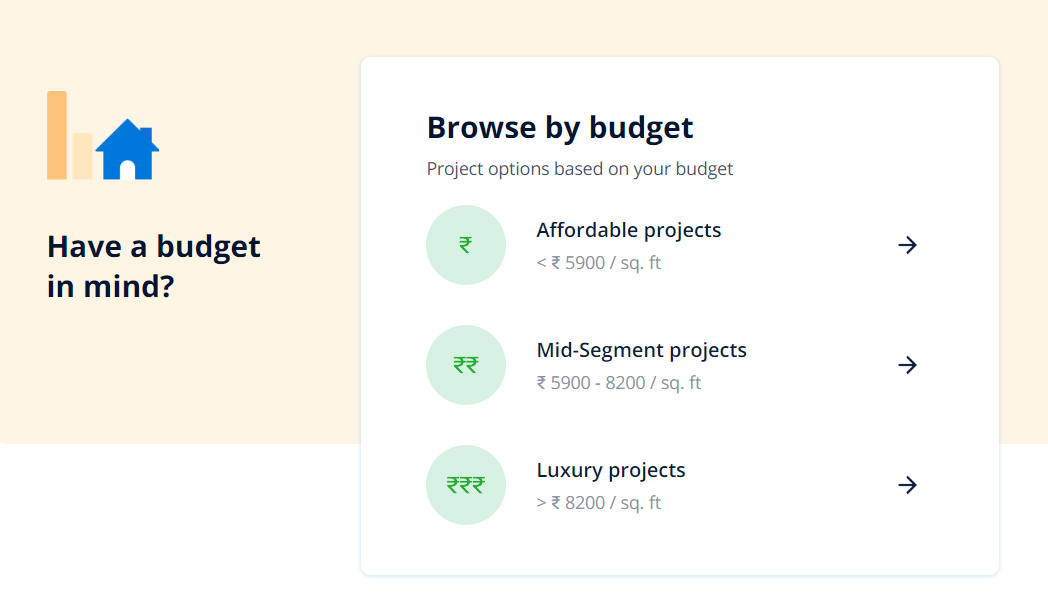 Have a budget
in mind?
Browse by budget
Project options based on your budget
₹
Affordable projects
< ₹ 5900 / sq. ft
₹₹
Mid-Segment projects
₹ 5900 - 8200 / sq. ft
₹₹₹
Luxury projects
> ₹ 8200 / sq. ft